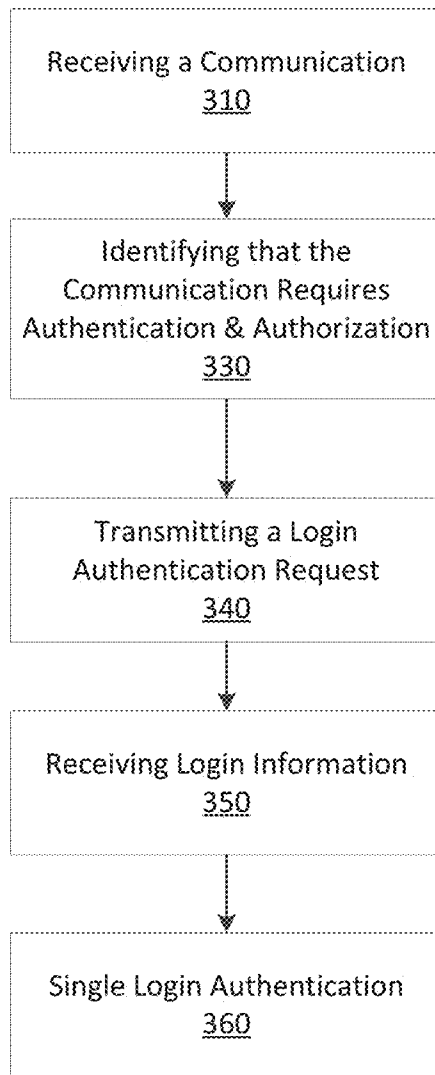 Receiving a Communication
310
Identifying that the
Communication Requires
Authentication & Authorization
330
Transmitting a Login
Authentication Request
340
Receiving Login Information
350
Single Login Authentication
360